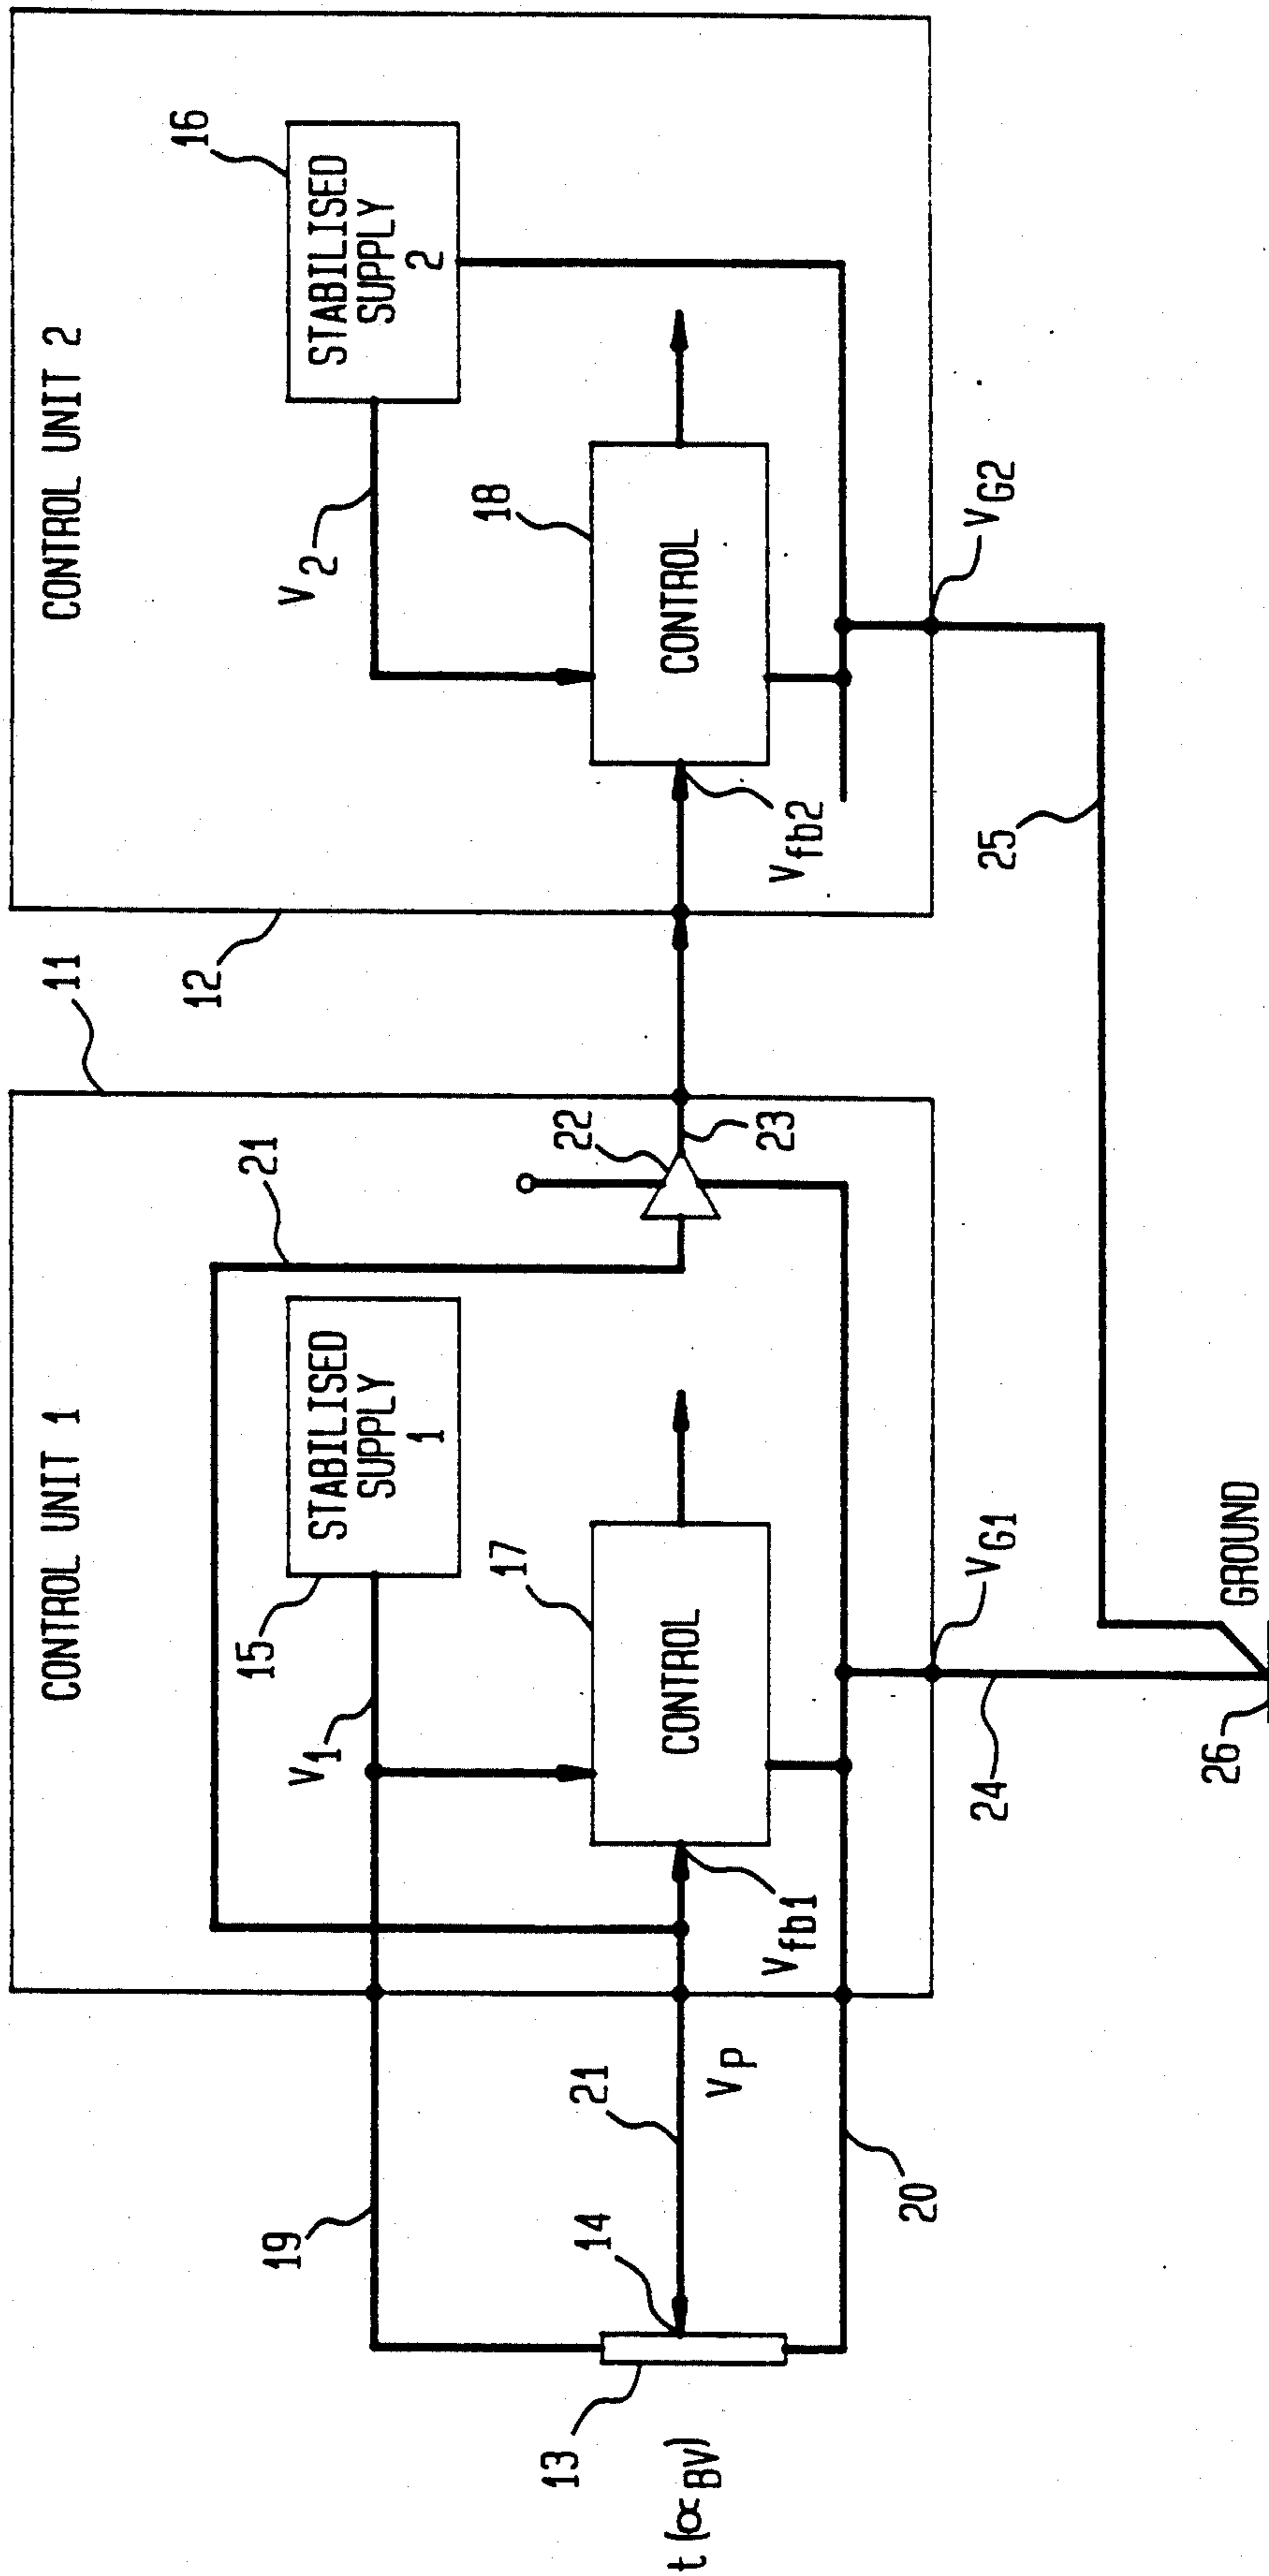 CONTROL UNIT 1
CONTROL UNIT 2
11
12
21
15
STABILISED
SUPPLY
1
16
STABILISED
SUPPLY
2
19
V1
V2
22
23
17
CONTROL
18
CONTROL
t (∝BV)
13
14
21
VP
Vfb1
Vfb2
20
24
VG1
25
VG2
26
GROUND